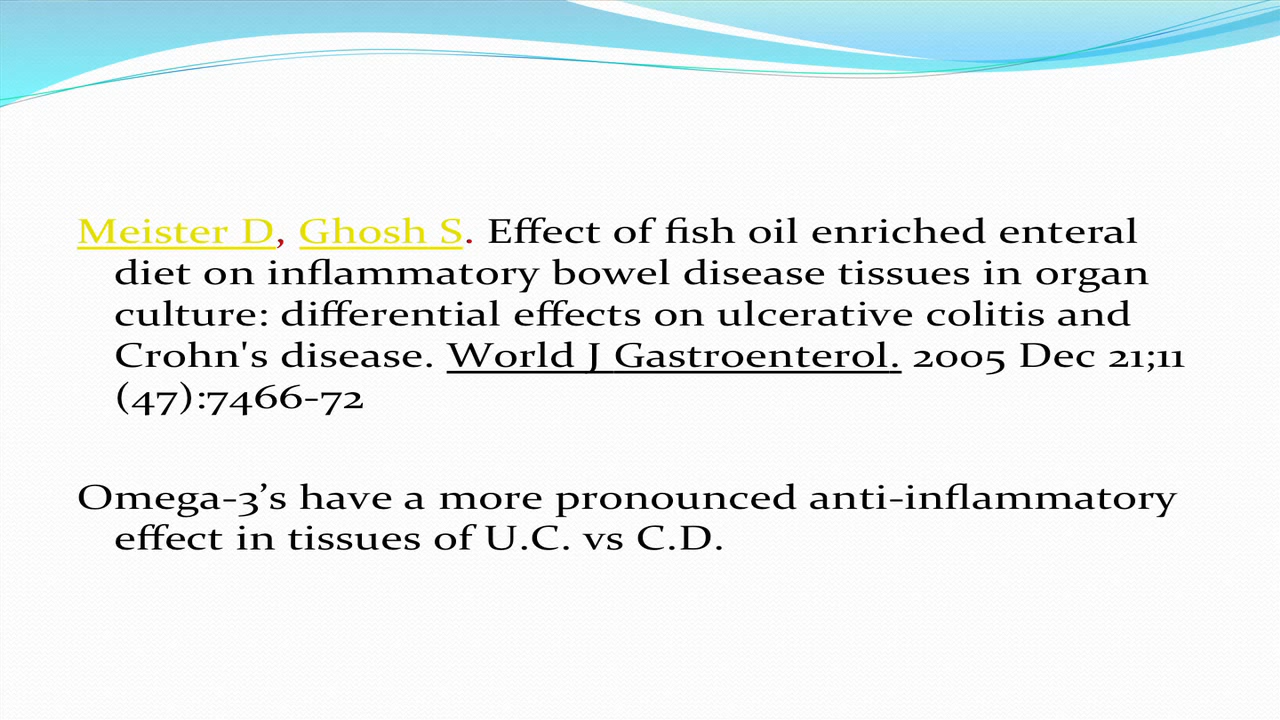 Meister D, Ghosh S. Effect of fish oil enriched enteral
diet on inflammatory bowel disease tissues in organ
culture: differential effects on ulcerative colitis and
Crohn's disease. World J Gastroenterol. 2005 Dec 21;11
(47):7466-72
Omega-3’s have a more pronounced anti-inflammatory
effect in tissues of U.C. vs C.D.